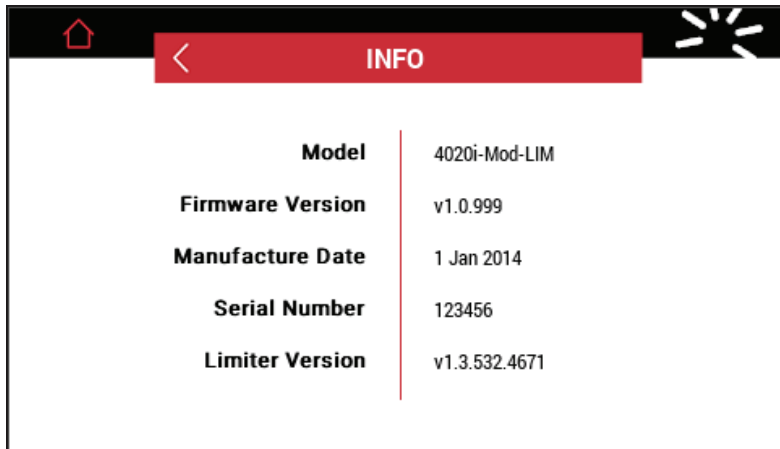 INFO
Model 4020i-Mod-LIM
Firmware Version v1.0.999
Manufacture Date 1 Jan 2014
Serial Number 123456
Limiter Version v1.3.532.4671